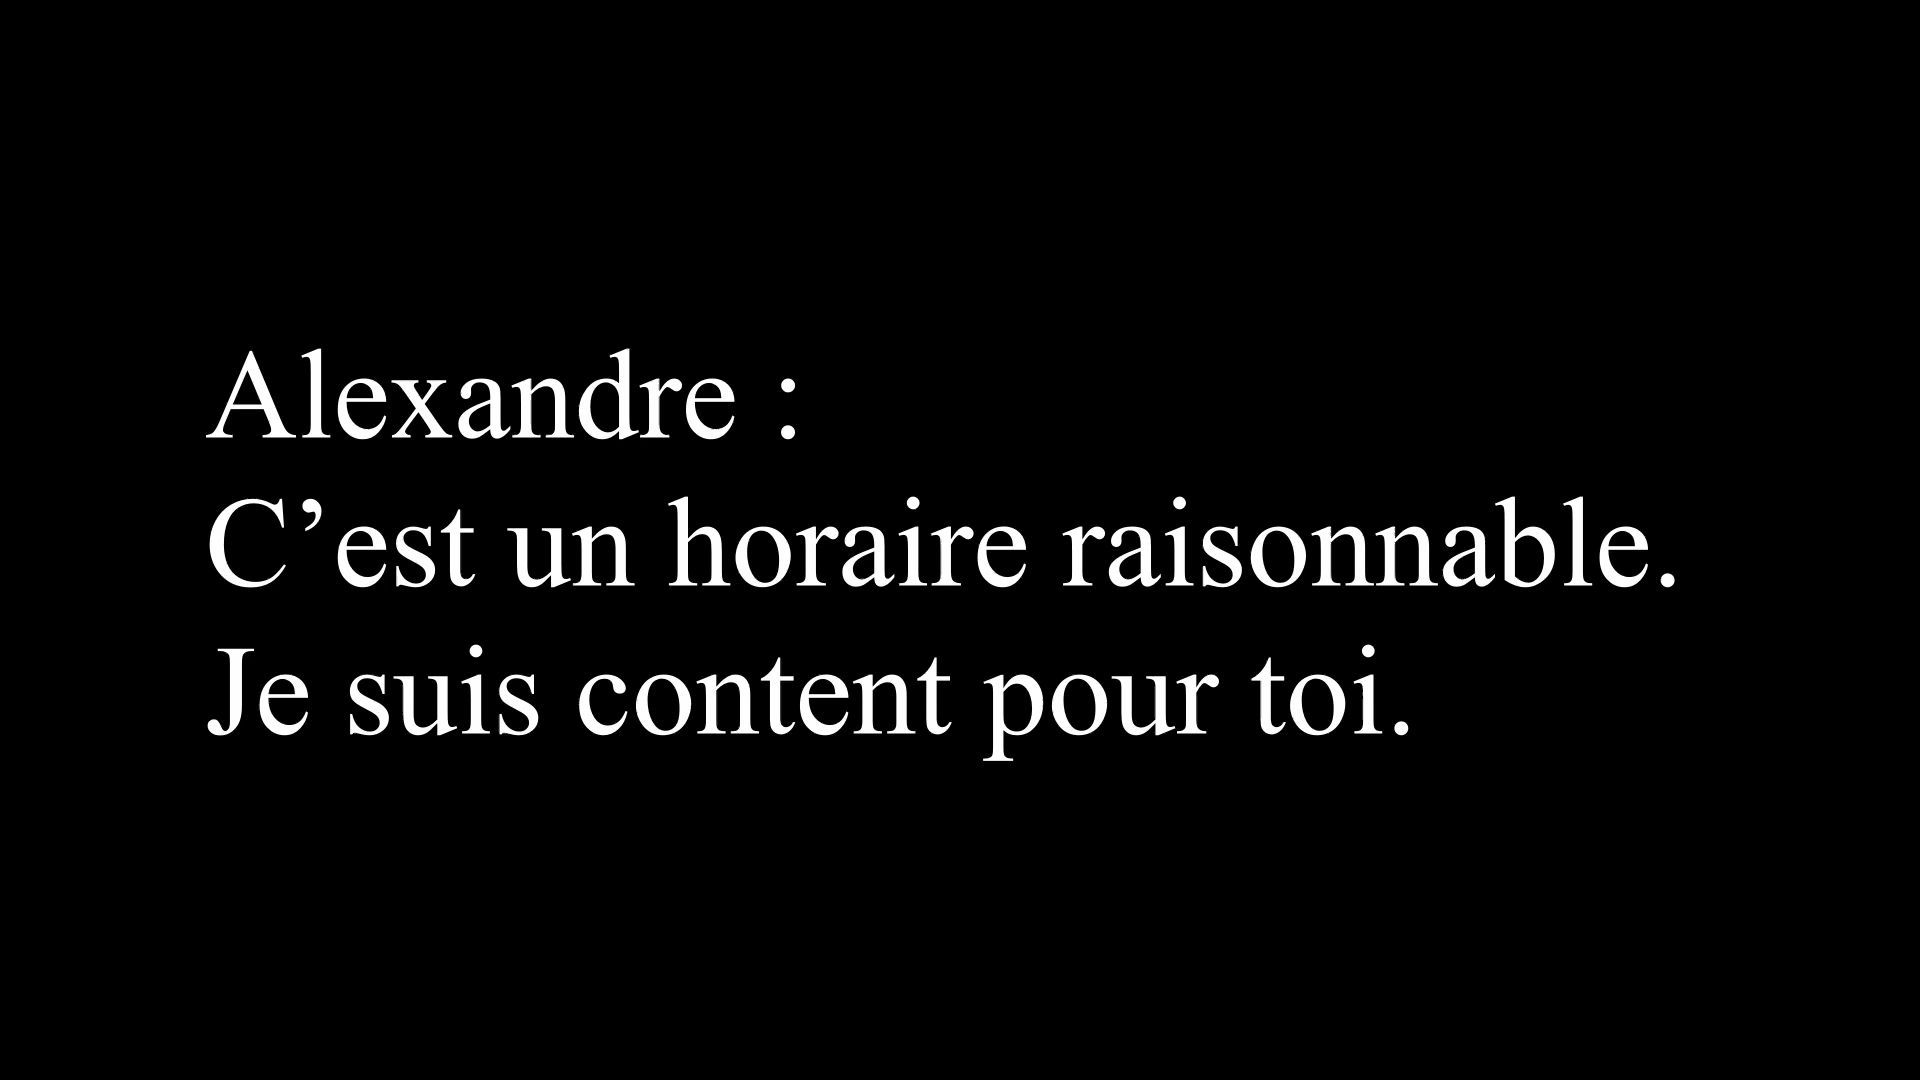 Alexandre :
C’est un horaire raisonnable.
Je suis content pour toi.